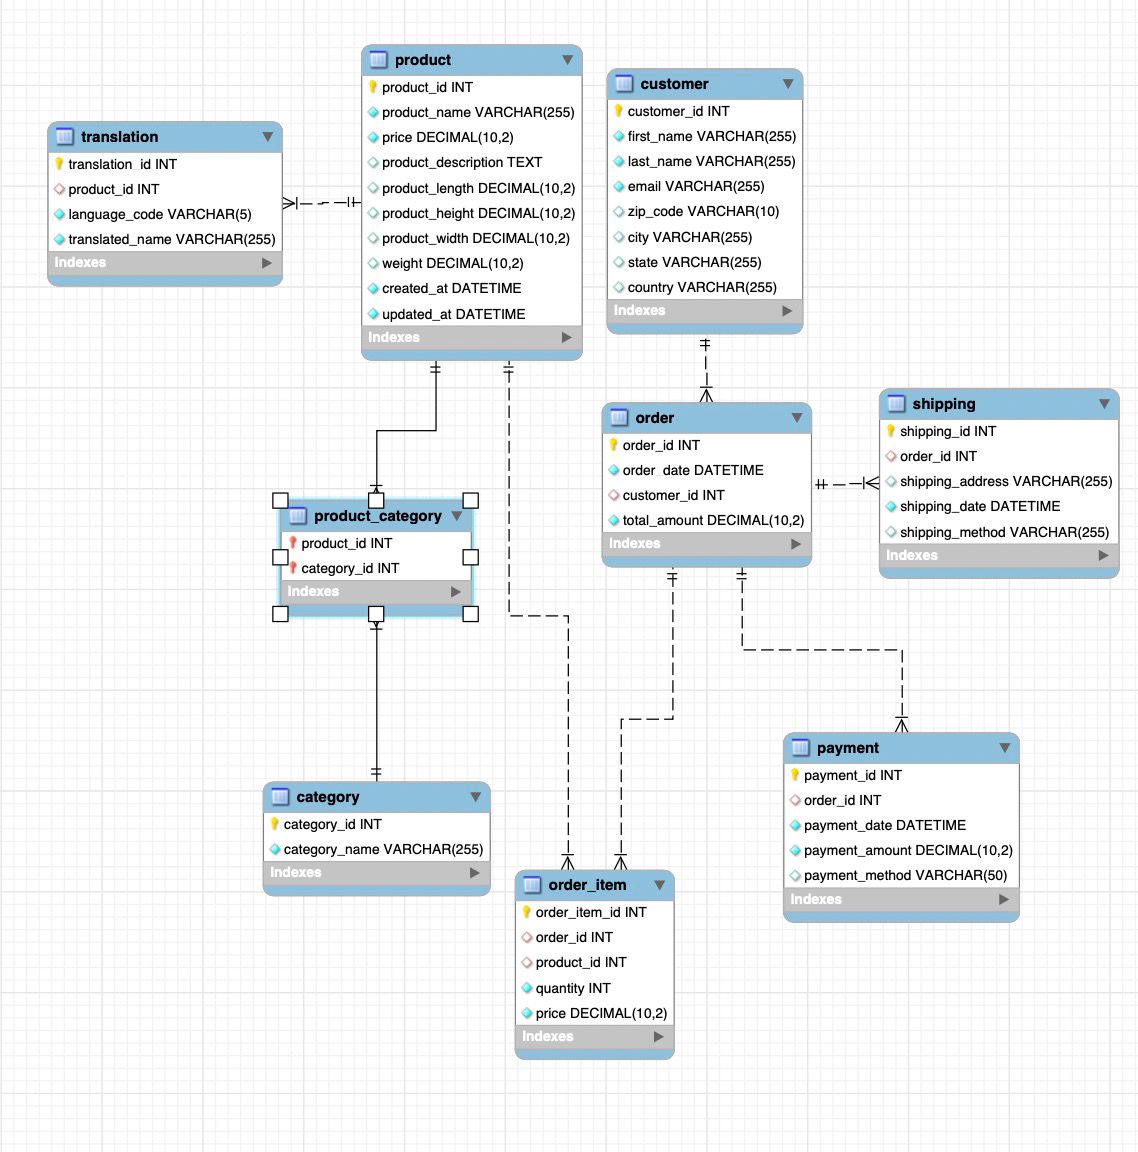 product
product_id INT
product_name VARCHAR(255)
price DECIMAL(10,2)
product_description TEXT
product_length DECIMAL(10,2)
product_height DECIMAL(10,2)
product_width DECIMAL(10,2)
weight DECIMAL(10,2)
created_at DATETIME
updated_at DATETIME
Indexes
customer
customer_id INT
first_name VARCHAR(255)
last_name VARCHAR(255)
email VARCHAR(255)
zip_code VARCHAR(10)
city VARCHAR(255)
state VARCHAR(255)
country VARCHAR(255)
Indexes
translation
translation_id INT
product_id INT
language_code VARCHAR(5)
translated_name VARCHAR(255)
Indexes
order
order_id INT
order_date DATETIME
customer_id INT
total_amount DECIMAL(10,2)
Indexes
shipping
shipping_id INT
order_id INT
shipping_address VARCHAR(255)
shipping_date DATETIME
shipping_method VARCHAR(255)
Indexes
product_category
product_id INT
category_id INT
Indexes
category
category_id INT
category_name VARCHAR(255)
Indexes
payment
payment_id INT
order_id INT
payment_date DATETIME
payment_amount DECIMAL(10,2)
payment_method VARCHAR(50)
Indexes
order_item
order_item_id INT
order_id INT
product_id INT
quantity INT
price DECIMAL(10,2)
Indexes